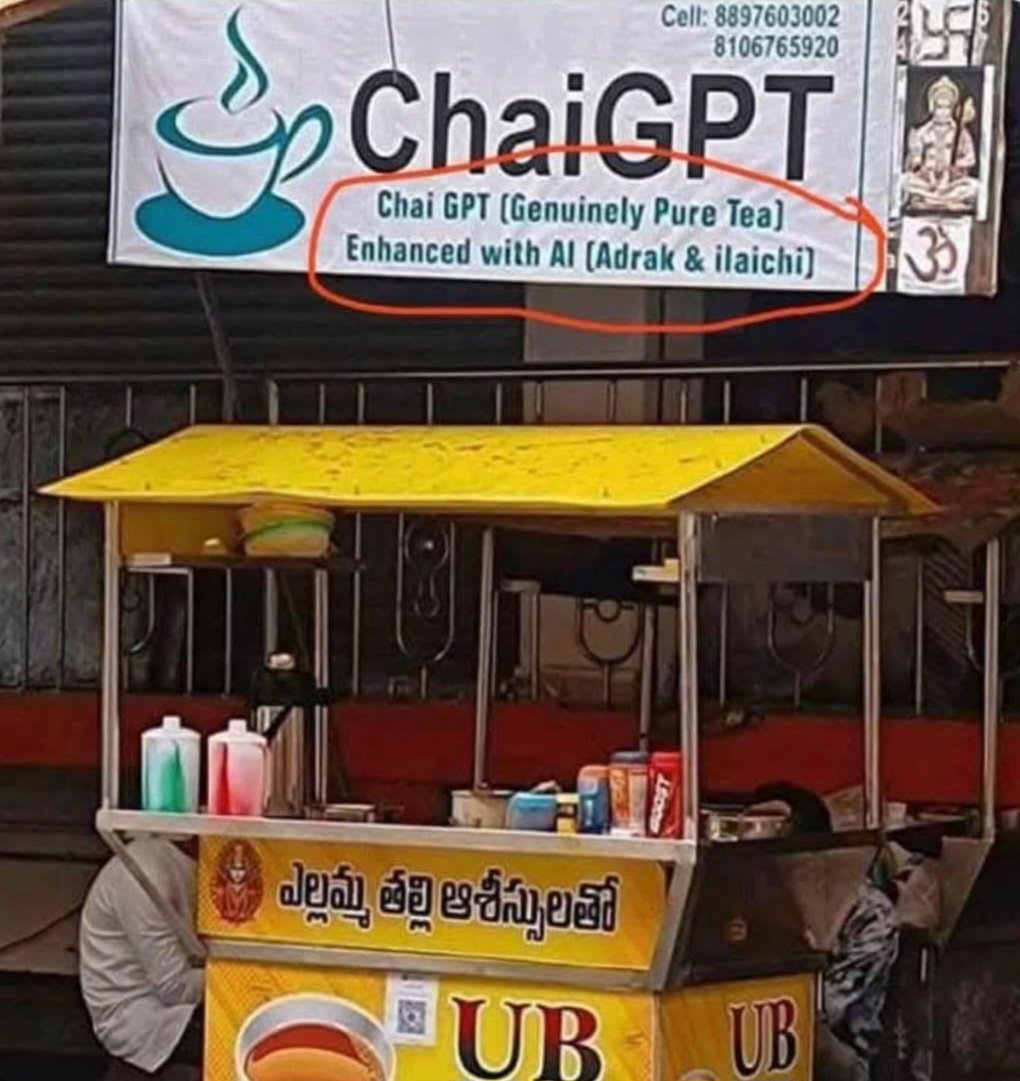 Cell: 8897603002
8106765920
ChaiGPT
Chai GPT (Genuinely Pure Tea)
Enhanced with AI (Adrak & ilaichi)
ॐ
BOOST
ఎల్లమ్మ తల్లి ఆశీస్సులతో
UB
UB